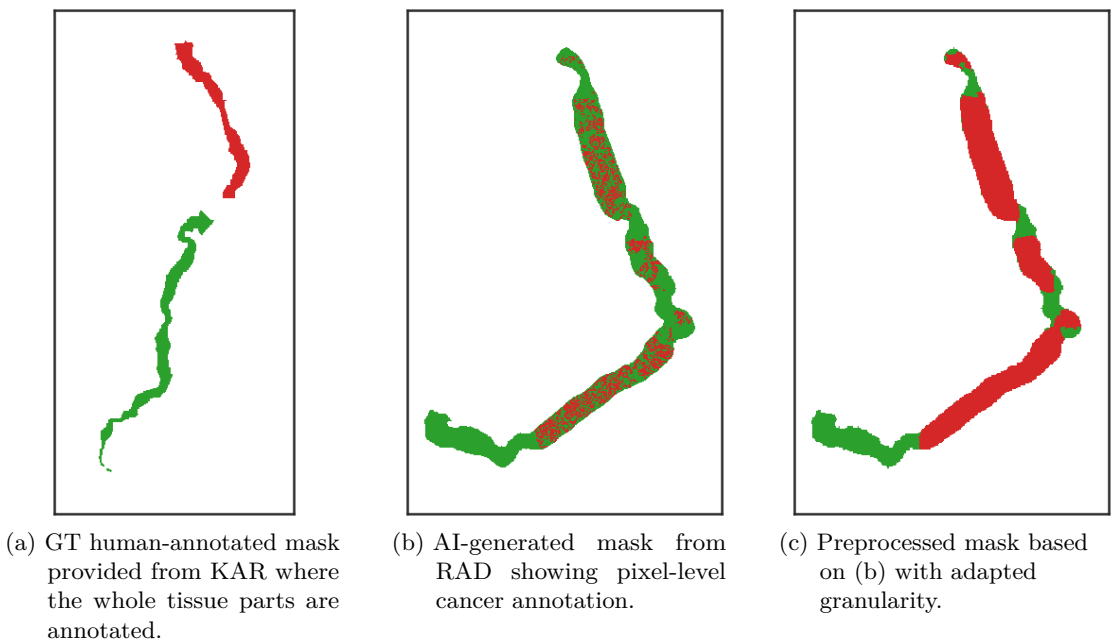 (a) GT human-annotated mask
provided from KAR where
the whole tissue parts are
annotated.
(b) AI-generated mask from
RAD showing pixel-level
cancer annotation.
(c) Preprocessed mask based
on (b) with adapted
granularity.